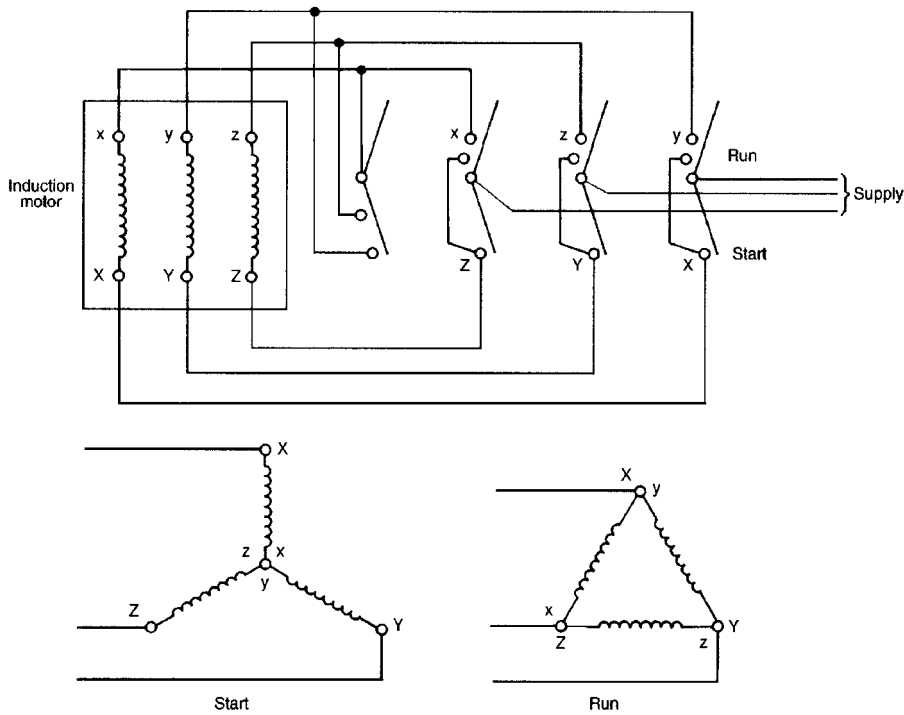 x y z x z y
Run
Induction motor
Supply
X Y Z Z Y X
Start
X
z x
y
Z Y
Start
X y
x Z
z Y
Run